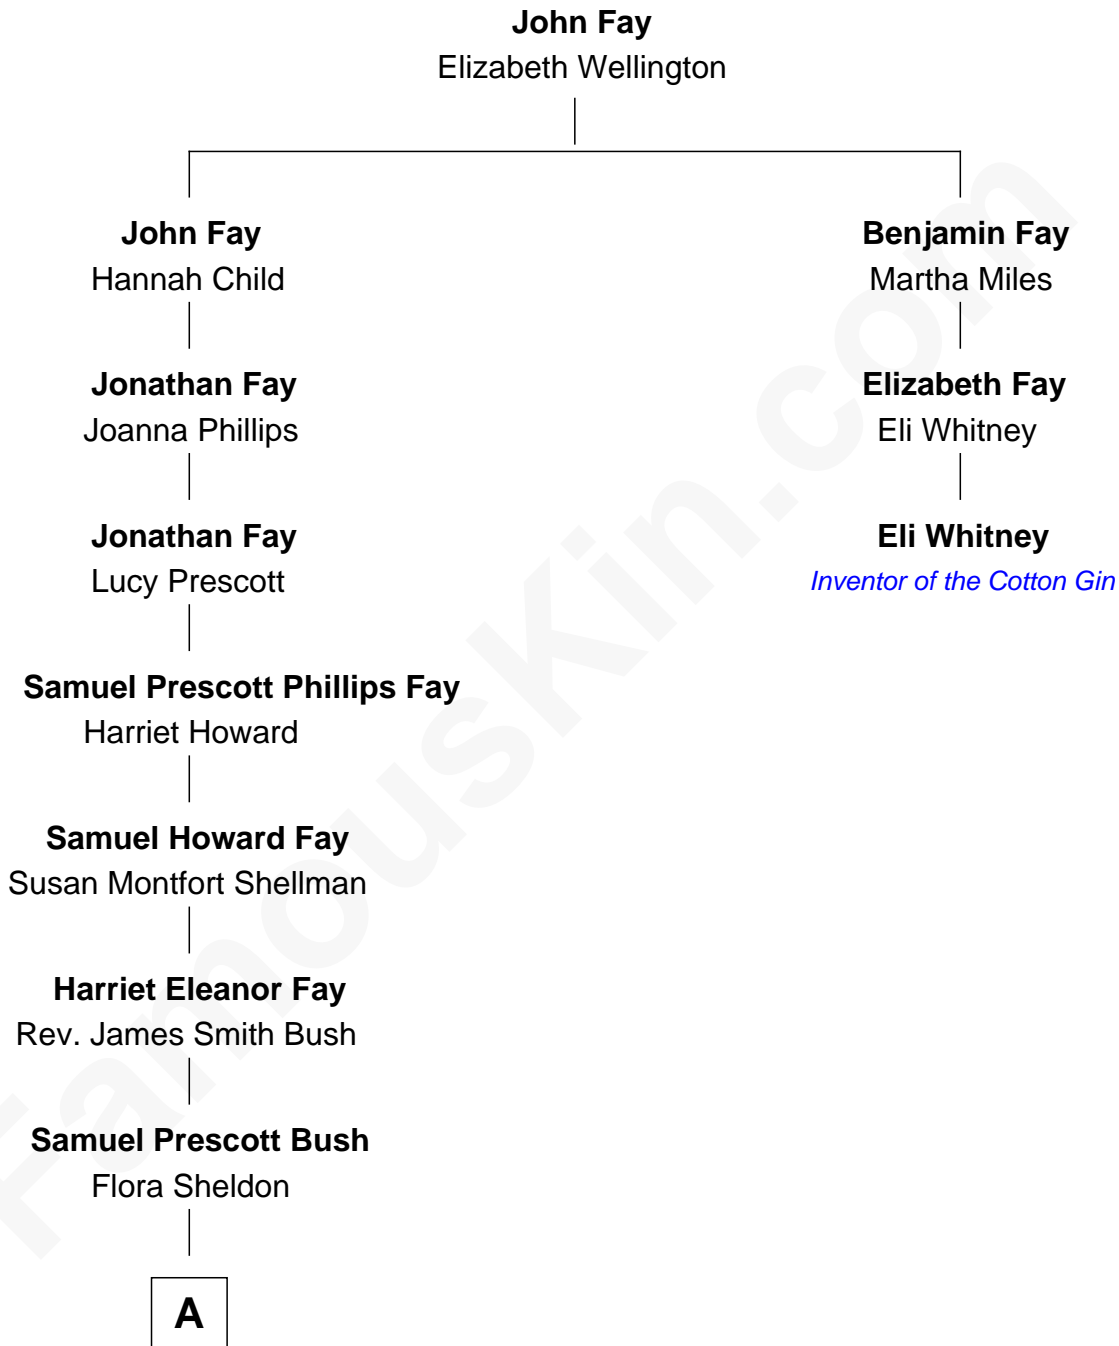 John Fay
Elizabeth Wellington
John Fay
Hannah Child
Benjamin Fay
Martha Miles
Jonathan Fay
Joanna Phillips
Elizabeth Fay
Eli Whitney
Jonathan Fay
Lucy Prescott
Eli Whitney
Inventor of the Cotton Gin
Samuel Prescott Phillips Fay
Harriet Howard
Samuel Howard Fay
Susan Montfort Shellman
Harriet Eleanor Fay
Rev. James Smith Bush
Samuel Prescott Bush
Flora Sheldon
A
FamousKin.com